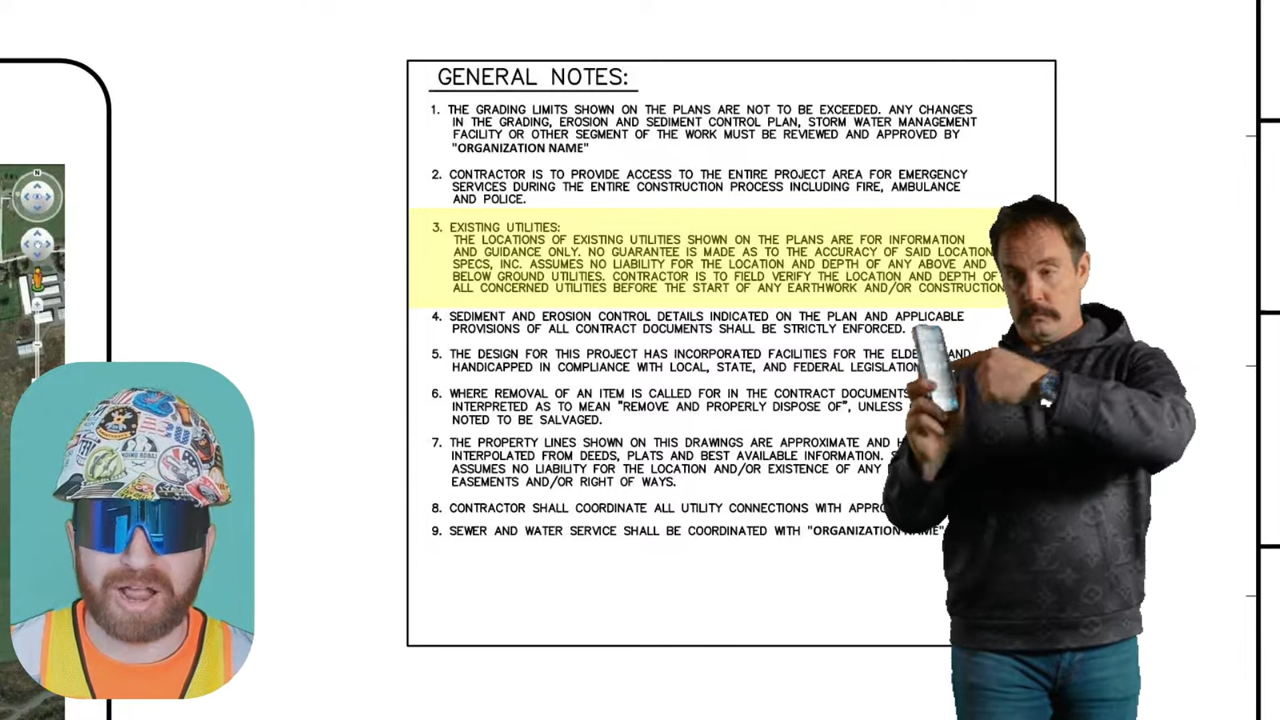 GENERAL NOTES:
1. THE GRADING LIMITS SHOWN ON THE PLANS ARE NOT TO BE EXCEEDED. ANY CHANGES
IN THE GRADING, EROSION AND SEDIMENT CONTROL PLAN, STORM WATER MANAGEMENT
FACILITY OR OTHER SEGMENT OF THE WORK MUST BE REVIEWED AND APPROVED BY
"ORGANIZATION NAME"
2. CONTRACTOR IS TO PROVIDE ACCESS TO THE ENTIRE PROJECT AREA FOR EMERGENCY
SERVICES DURING THE ENTIRE CONSTRUCTION PROCESS INCLUDING FIRE, AMBULANCE
AND POLICE.
3. EXISTING UTILITIES:
THE LOCATIONS OF EXISTING UTILITIES SHOWN ON THE PLANS ARE FOR INFORMATION
AND GUIDANCE ONLY. NO GUARANTEE IS MADE AS TO THE ACCURACY OF SAID LOCATION
SPECS, INC. ASSUMES NO LIABILITY FOR THE LOCATION AND DEPTH OF ANY ABOVE AND
BELOW GROUND UTILITIES. CONTRACTOR IS TO FIELD VERIFY THE LOCATION AND DEPTH OF
ALL CONCERNED UTILITIES BEFORE THE START OF ANY EARTHWORK AND/OR CONSTRUCTION
4. SEDIMENT AND EROSION CONTROL DETAILS INDICATED ON THE PLAN AND APPLICABLE
PROVISIONS OF ALL CONTRACT DOCUMENTS SHALL BE STRICTLY ENFORCED.
5. THE DESIGN FOR THIS PROJECT HAS INCORPORATED FACILITIES FOR THE AND
HANDICAPPED IN COMPLIANCE WITH LOCAL, STATE, AND FEDERAL LEGISLATION
6. WHERE REMOVAL OF AN ITEM IS CALLED FOR IN THE CONTRACT DOCUMENTS
INTERPRETED AS TO MEAN "REMOVE AND PROPERLY DISPOSE OF", UNLESS
NOTED TO BE SALVAGED.
7. THE PROPERTY LINES SHOWN ON THIS DRAWINGS ARE APPROXIMATE AND
INTERPOLATED FROM DEEDS, PLATS AND BEST AVAILABLE INFORMATION.
ASSUMES NO LIABILITY FOR THE LOCATION AND/OR EXISTENCE OF ANY
EASEMENTS AND/OR RIGHT OF WAYS.
8. CONTRACTOR SHALL COORDINATE ALL UTILITY CONNECTIONS WITH
9. SEWER AND WATER SERVICE SHALL BE COORDINATED WITH "ORGANIZATION NAME"
N